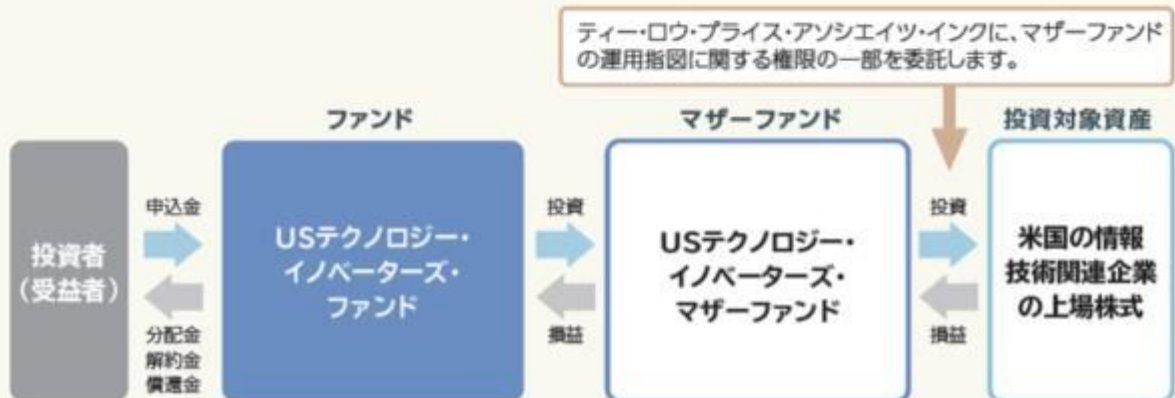 ティー・ロウ・プライス・アソシエイツ・インクに、マザーファンド
の運用指図に関する権限の一部を委託します。
ファンド
マザーファンド
投資対象資産
投資者
(受益者)
申込金
分配金
解約金
償還金
USテクノロジー・
イノベーターズ・
ファンド
投資
損益
USテクノロジー・
イノベーターズ・
マザーファンド
投資
損益
米国の情報
技術関連企業
の上場株式